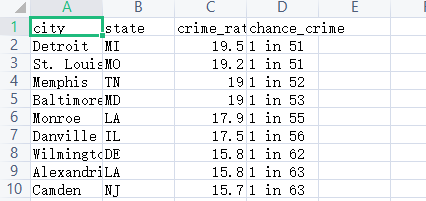 A B C D E F
1 city state crime_rat chance_crime
2 Detroit MI 19.5 1 in 51
3 St. Louis MO 19.2 1 in 51
4 Memphis TN 19 1 in 52
5 Baltimore MD 19 1 in 53
6 Monroe LA 17.9 1 in 55
7 Danville IL 17.5 1 in 56
8 Wilmingto DE 15.8 1 in 62
9 Alexandri LA 15.8 1 in 63
10 Camden NJ 15.7 1 in 63